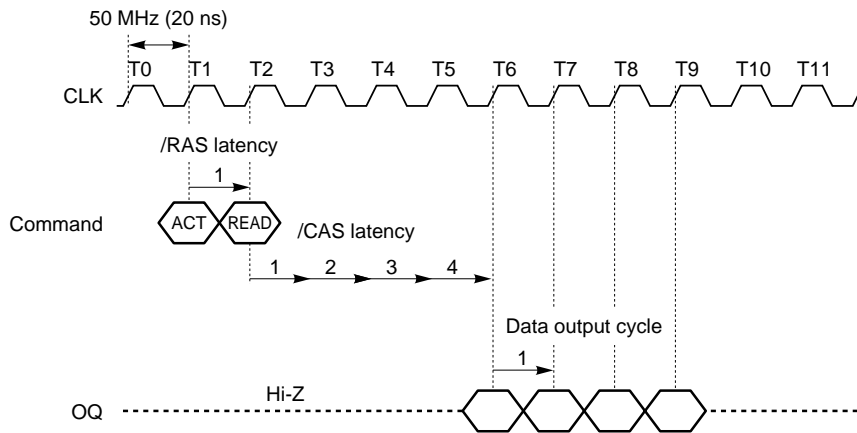 50 MHz (20 ns)
T0 T1 T2 T3 T4 T5 T6 T7 T8 T9 T10 T11
CLK
/RAS latency
1
Command ACT READ
/CAS latency
1 2 3 4
Data output cycle
1
Hi-Z
OQ